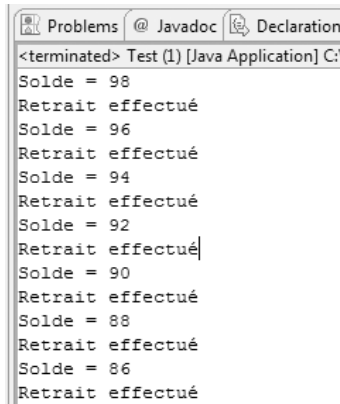 Problems @ Javadoc Declaration
<terminated> Test (1) [Java Application] C:
Solde = 98
Retrait effectué
Solde = 96
Retrait effectué
Solde = 94
Retrait effectué
Solde = 92
Retrait effectué
Solde = 90
Retrait effectué
Solde = 88
Retrait effectué
Solde = 86
Retrait effectué